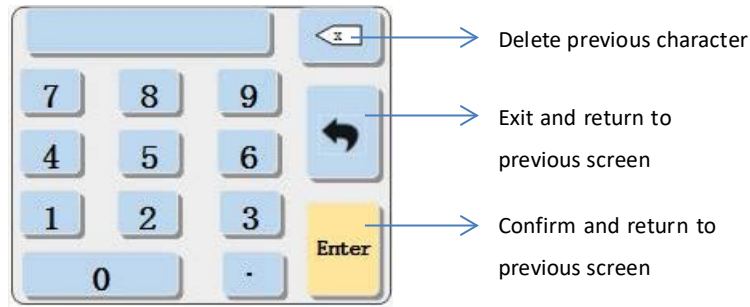 x
Delete previous character
7 8 9
Exit and return to
previous screen
4 5 6
1 2 3
Enter
Confirm and return to
previous screen
0 .